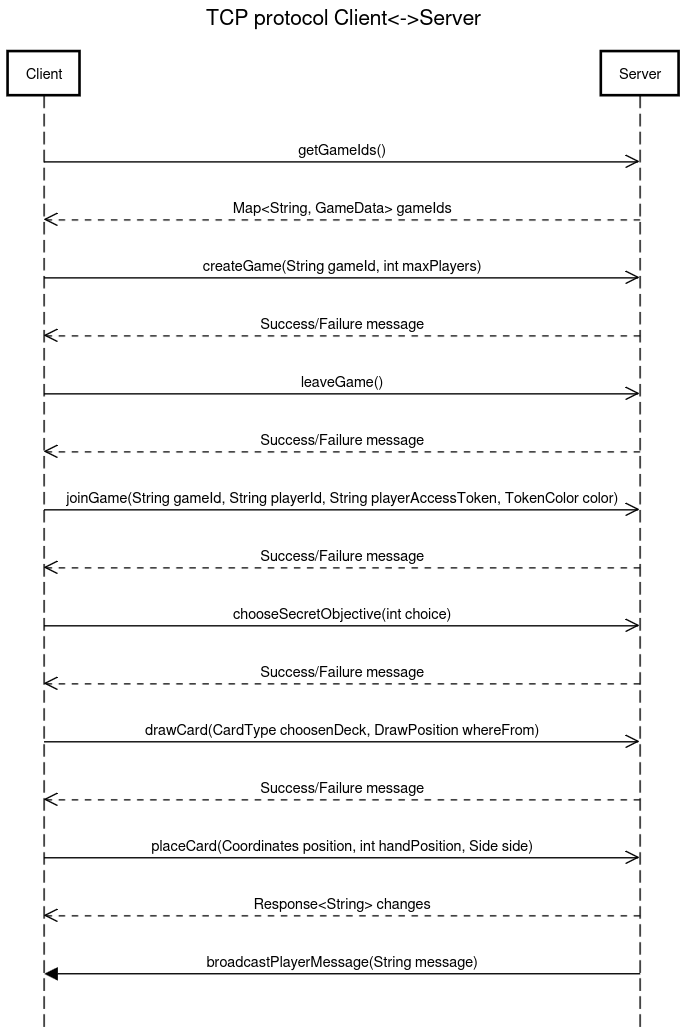 TCP protocol Client<->Server
Client
Server
getGameIds()
Map<String, GameData> gameIds
createGame(String gameId, int maxPlayers)
Success/Failure message
leaveGame()
Success/Failure message
joinGame(String gameId, String playerId, String playerAccessToken, TokenColor color)
Success/Failure message
chooseSecretObjective(int choice)
Success/Failure message
drawCard(CardType choosenDeck, DrawPosition whereFrom)
Success/Failure message
placeCard(Coordinates position, int handPosition, Side side)
Response<String> changes
broadcastPlayerMessage(String message)